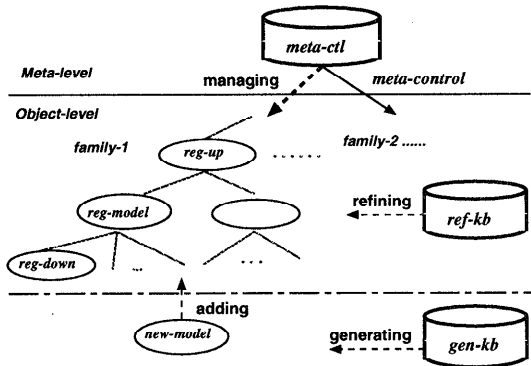 meta-ctl
Meta-level
managing
meta-control
Object-level
family-1
family-2 ......
reg-up
......
reg-model
refining
ref-kb
reg-down
...
...
adding
new-model
generating
gen-kb